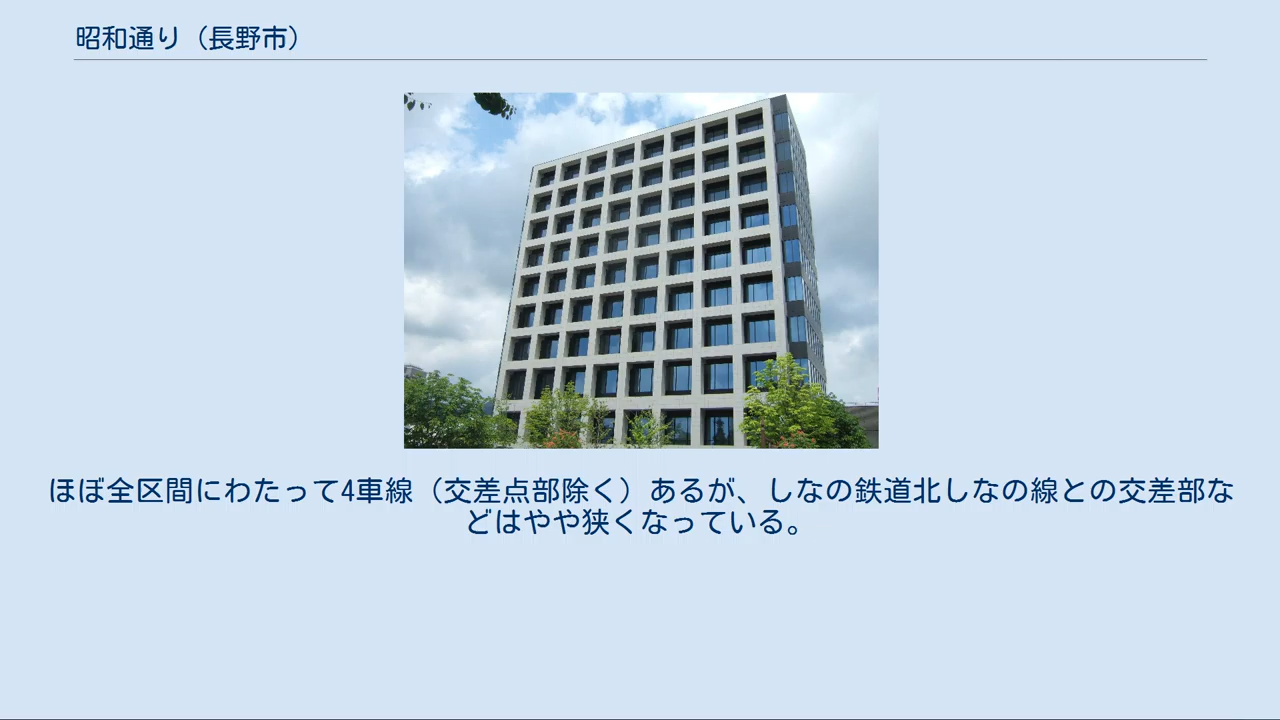 昭和通り（長野市）
ほぼ全区間にわたって4車線（交差点部除く）あるが、しなの鉄道北しなの線との交差部な
どはやや狭くなっている。